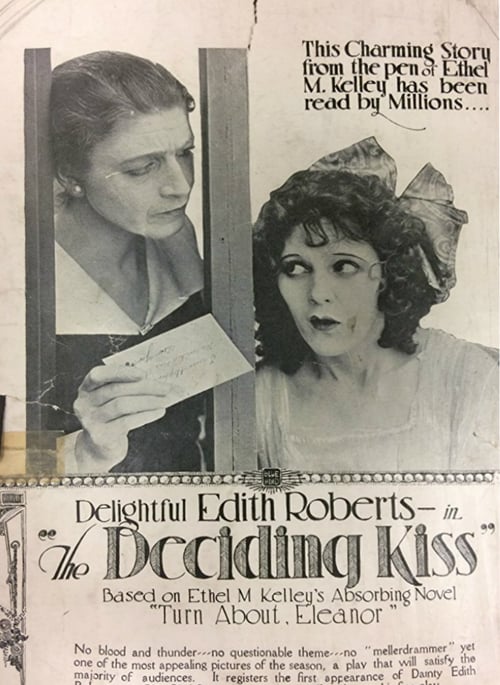 This Charming Story
from the pen of Ethel
M. Kelley has been
read by Millions....
Delightful Edith Roberts— in
"The Deciding Kiss"
Based on Ethel M Kelley's Absorbing Novel
"Turn About, Eleanor"
No blood and thunder---no questionable theme---no "mellerdrammer" yet
one of the most appealing pictures of the season, a play that will satisfy the
majority of audiences. It registers the first appearance of Dainty Edith